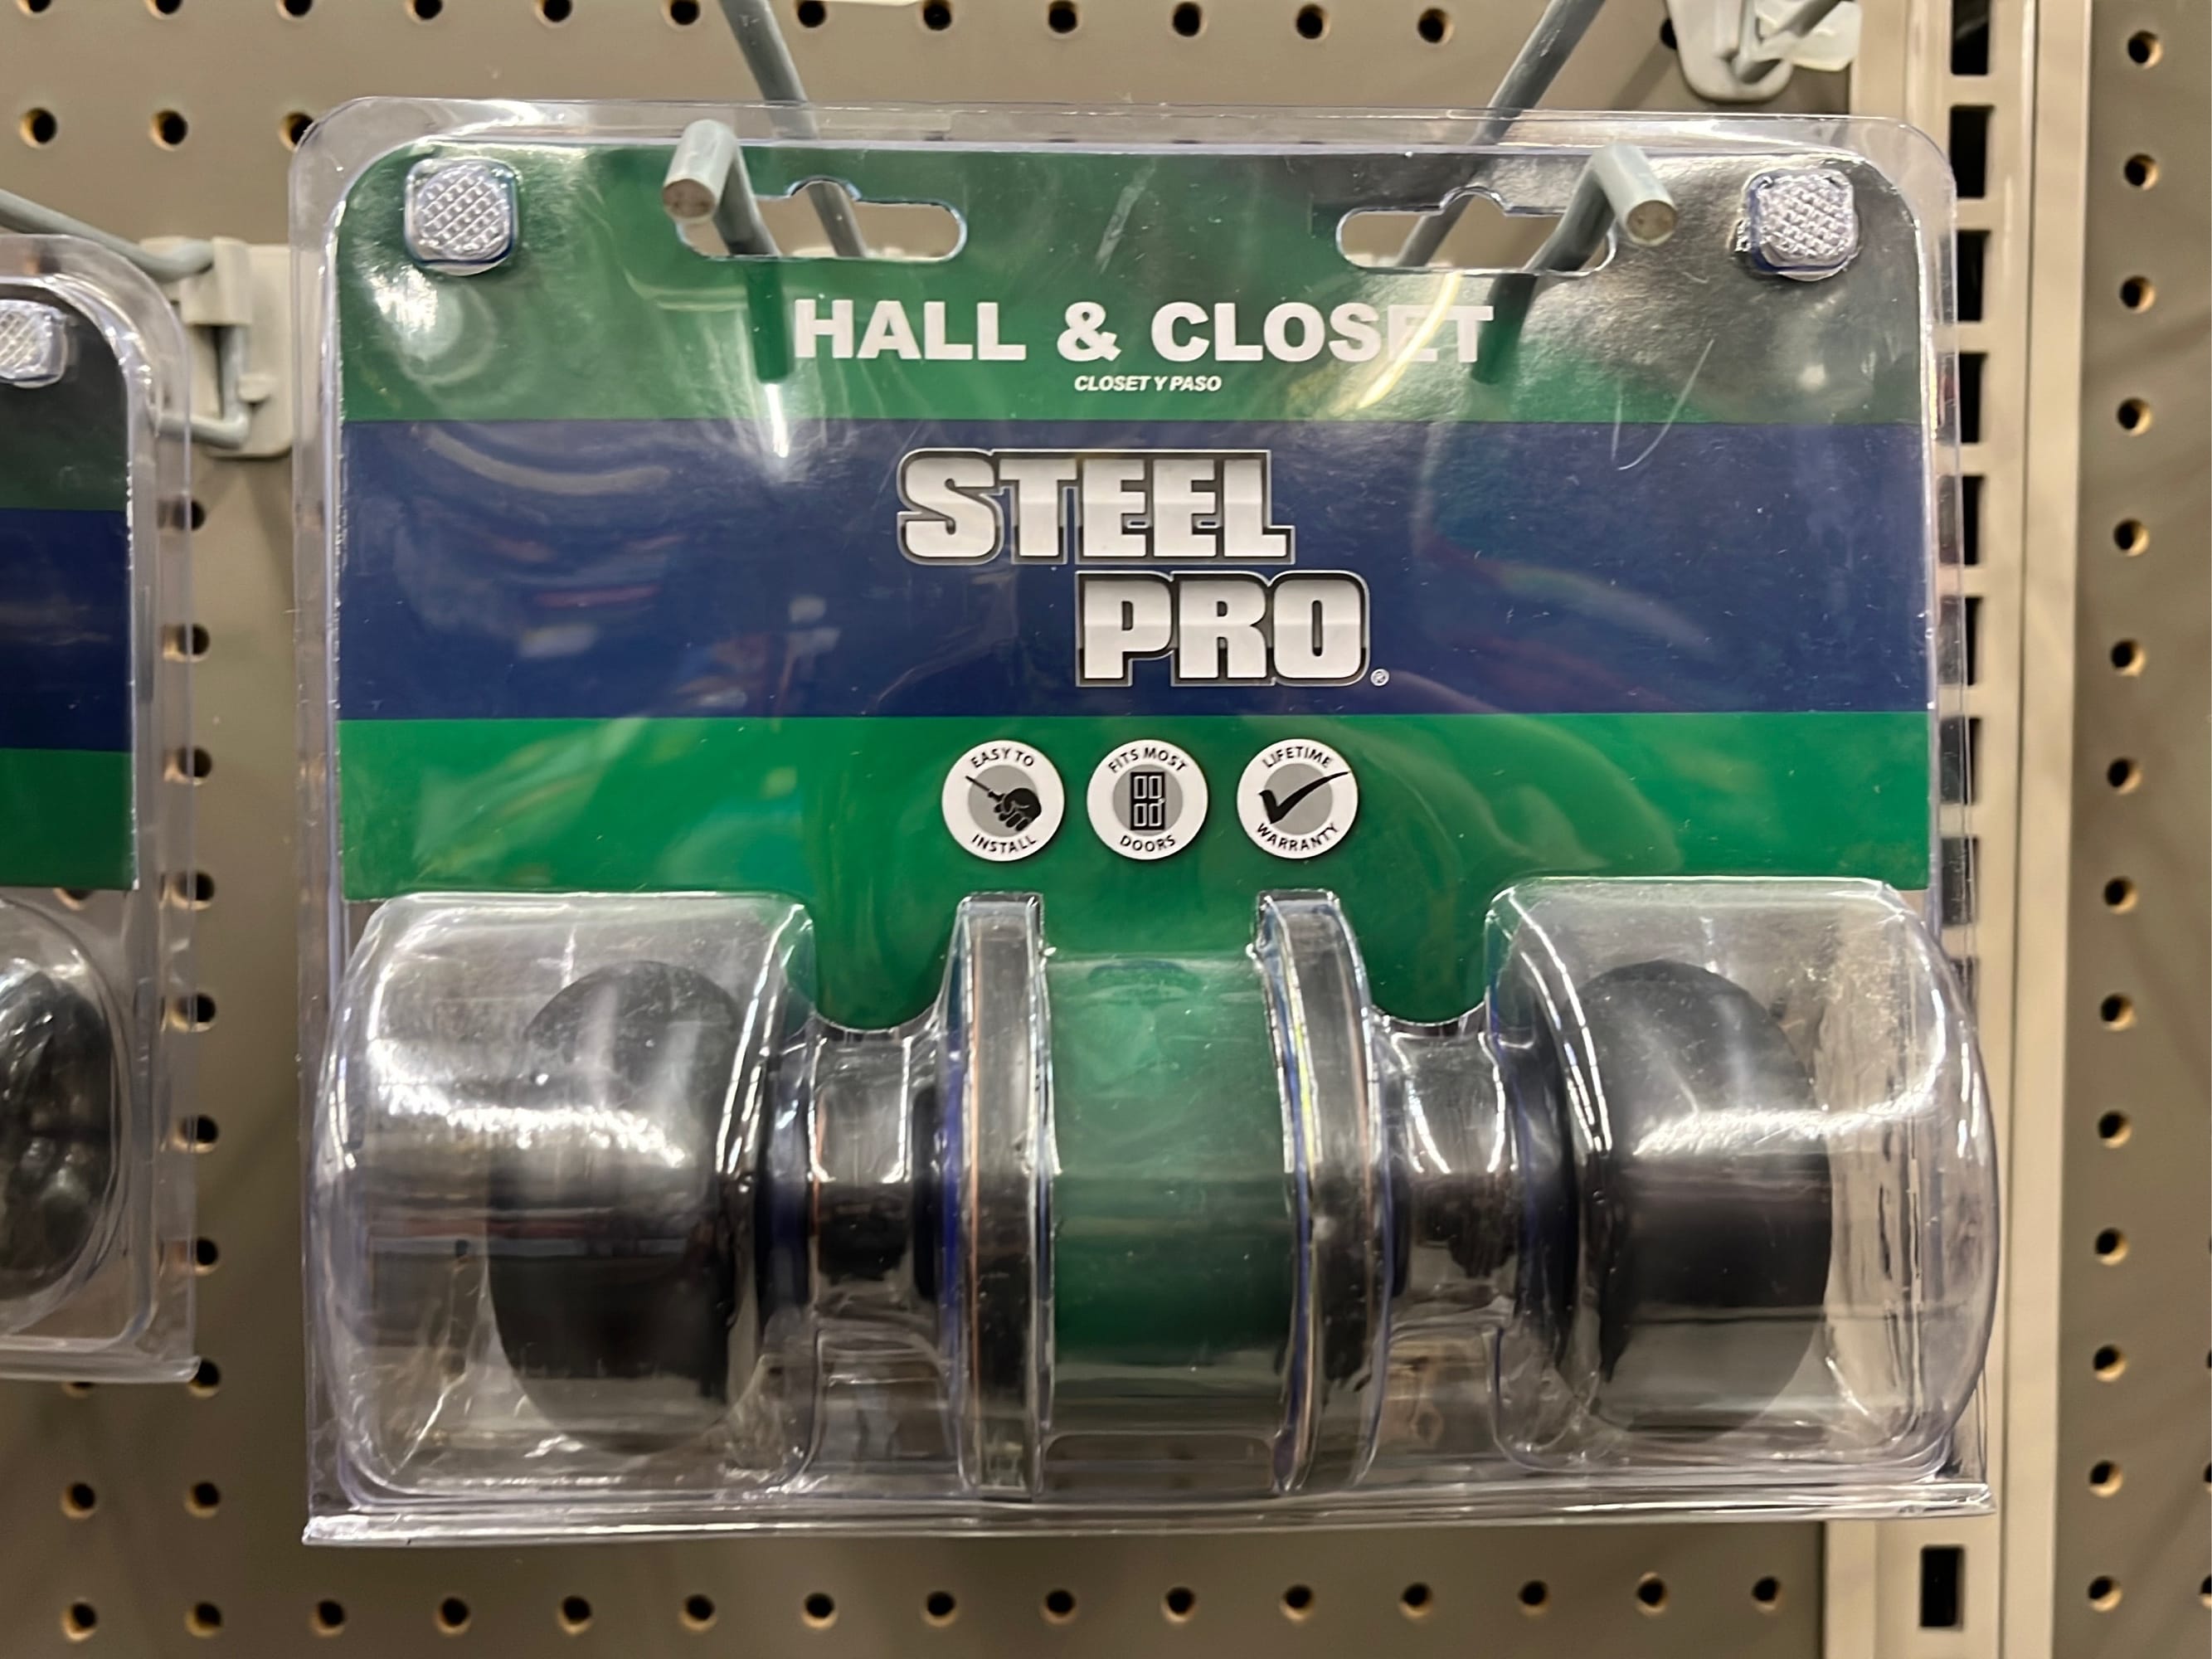 HALL & CLOSET
CLOSET Y PASO
STEEL
PRO®
EASY TO
INSTALL
FITS MOST
DOORS
LIFETIME
WARRANTY